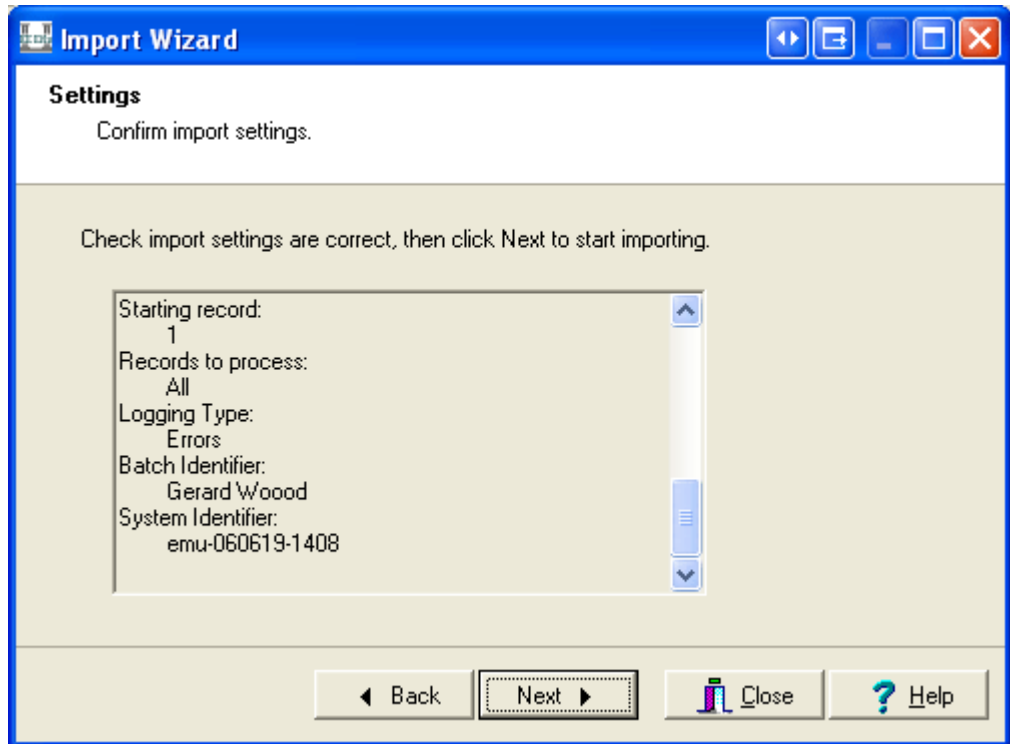 Import Wizard
Settings
Confirm import settings.
Check import settings are correct, then click Next to start importing.
Starting record:
1
Records to process:
All
Logging Type:
Errors
Batch Identifier:
Gerard Woood
System Identifier:
emu-060619-1408
Back Next Close Help